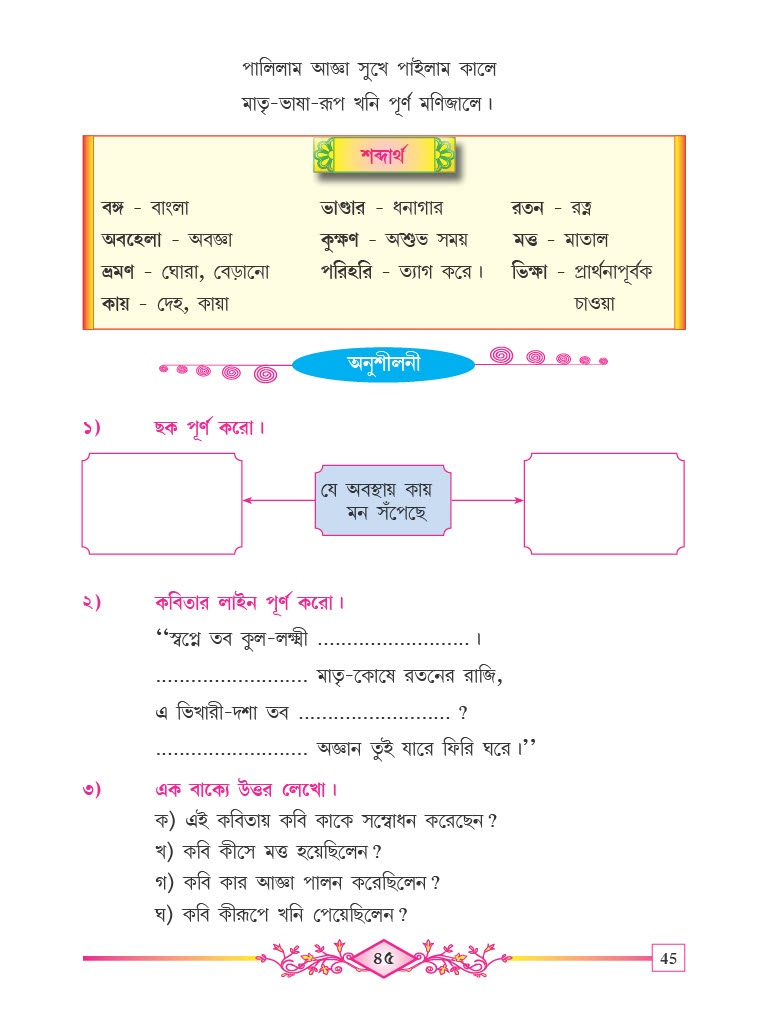 পালিলাম আজ্ঞা সুখে পাইলাম কালে
মাতৃ-ভাষা-রূপ খনি পূর্ণ মণিজালে।
শব্দার্থ
বঙ্গ - বাংলা ভাণ্ডার - ধনাগার রতন - রত্ন
অবহেলা - অবজ্ঞা কুক্ষণ - অশুভ সময় মত্ত - মাতাল
ভ্রমণ - ঘোরা, বেড়ানো পরিহরি - ত্যাগ করে। ভিক্ষা - প্রার্থনাপূর্বক
কায় - দেহ, কায়া চাওয়া
অনুশীলনী
১) ছক পূর্ণ করো।
যে অবস্থায় কায়
মন সঁপেছে
২) কবিতার লাইন পূর্ণ করো।
‘‘স্বপ্নে তব কুল-লক্ষ্মী ..........................।
.......................... মাতৃ-কোষে রতনের রাজি,
এ ভিখারী-দশা তব .......................... ?
.......................... অজ্ঞান তুই যারে ফিরি ঘরে।’’
৩) এক বাক্যে উত্তর লেখো।
ক) এই কবিতায় কবি কাকে সম্বোধন করেছেন?
খ) কবি কীসে মত্ত হয়েছিলেন?
গ) কবি কার আজ্ঞা পালন করেছিলেন?
ঘ) কবি কীরূপে খনি পেয়েছিলেন?
৪৫ 45